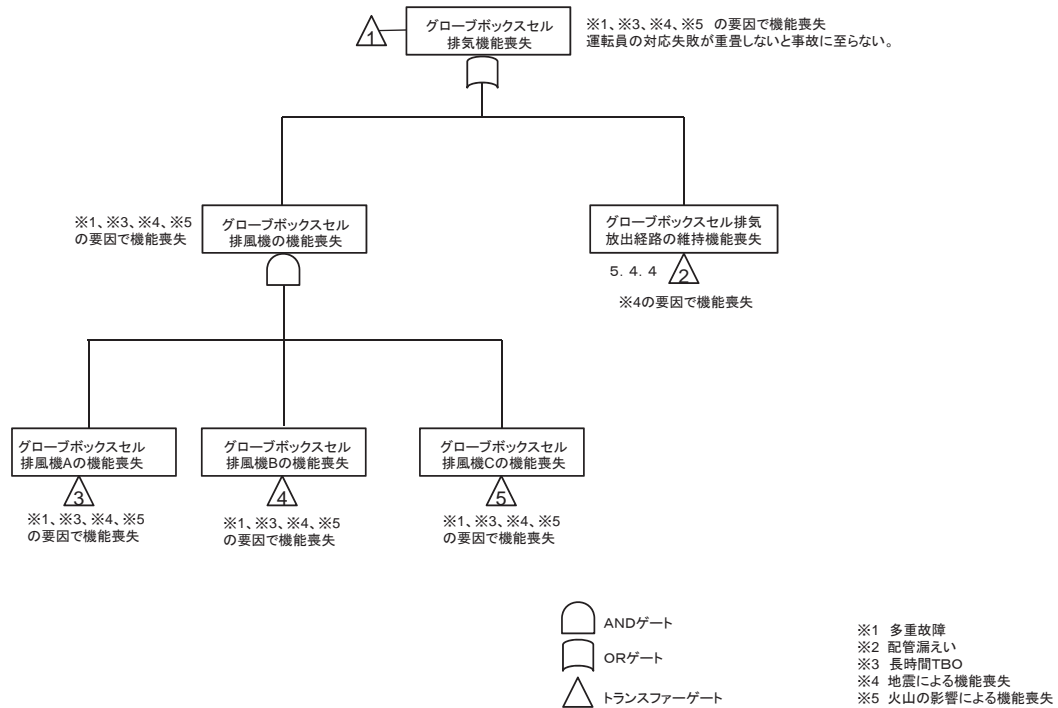 1
グローブボックスセル
排気機能喪失
※1、※3、※4、※5 の要因で機能喪失
運転員の対応失敗が重畳しないと事故に至らない。
※1、※3、※4、※5
の要因で機能喪失
グローブボックスセル
排風機の機能喪失
グローブボックスセル排気
放出経路の維持機能喪失
5.4.4
2
※4の要因で機能喪失
グローブボックスセル
排風機Aの機能喪失
3
※1、※3、※4、※5
の要因で機能喪失
グローブボックスセル
排風機Bの機能喪失
4
※1、※3、※4、※5
の要因で機能喪失
グローブボックスセル
排風機Cの機能喪失
5
※1、※3、※4、※5
の要因で機能喪失
ANDゲート
ORゲート
トランスファーゲート
※1 多重故障
※2 配管漏えい
※3 長時間TBO
※4 地震による機能喪失
※5 火山の影響による機能喪失